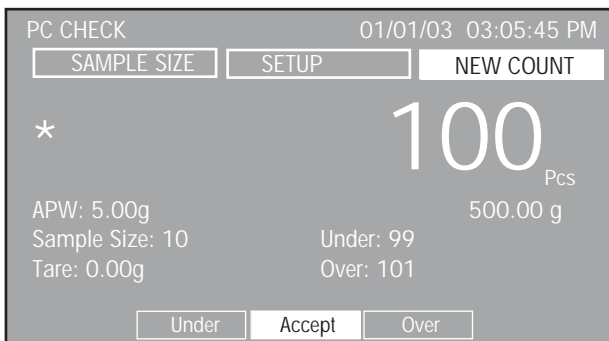 PC CHECK 01/01/03 03:05:45 PM
SAMPLE SIZE SETUP NEW COUNT
* 100 Pcs
APW: 5.00g 500.00 g
Sample Size: 10 Under: 99
Tare: 0.00g Over: 101
Under Accept Over